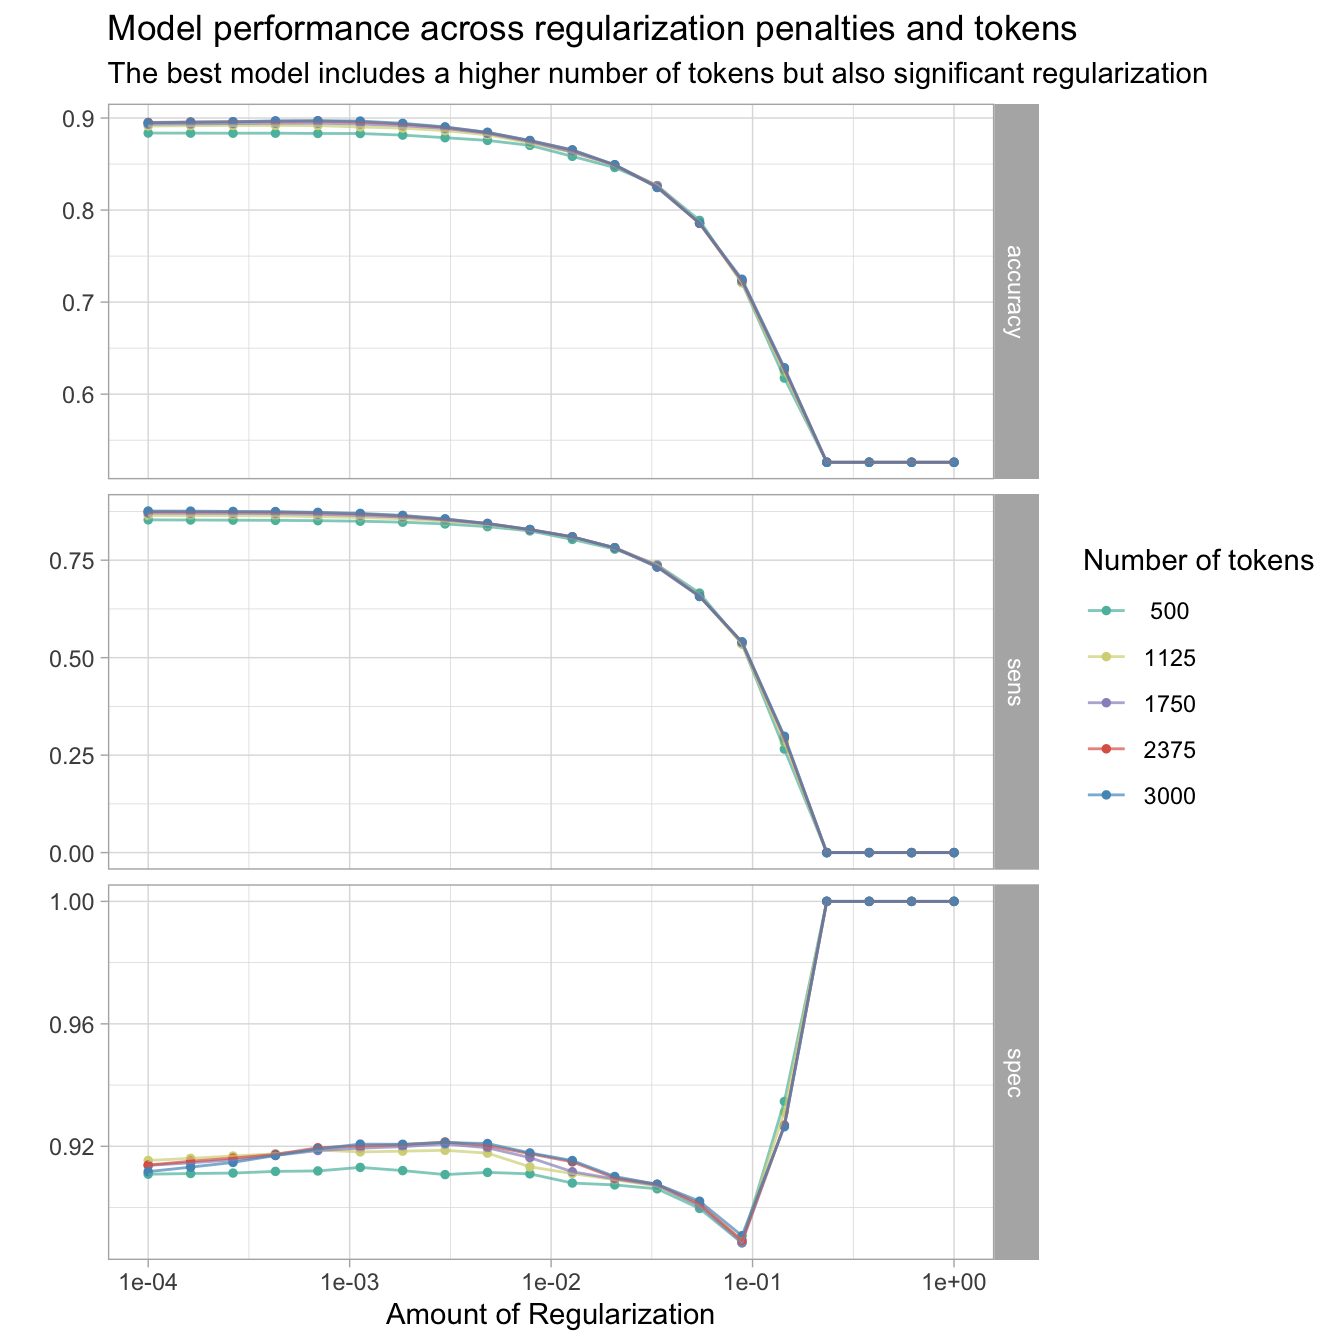 Model performance across regularization penalties and tokens
The best model includes a higher number of tokens but also significant regularization
0.9
0.8
0.7
0.6
accuracy
0.75
0.50
0.25
0.00
sens
1.00
0.96
0.92
spec
1e-04 1e-03 1e-02 1e-01 1e+00
Amount of Regularization
Number of tokens
500
1125
1750
2375
3000